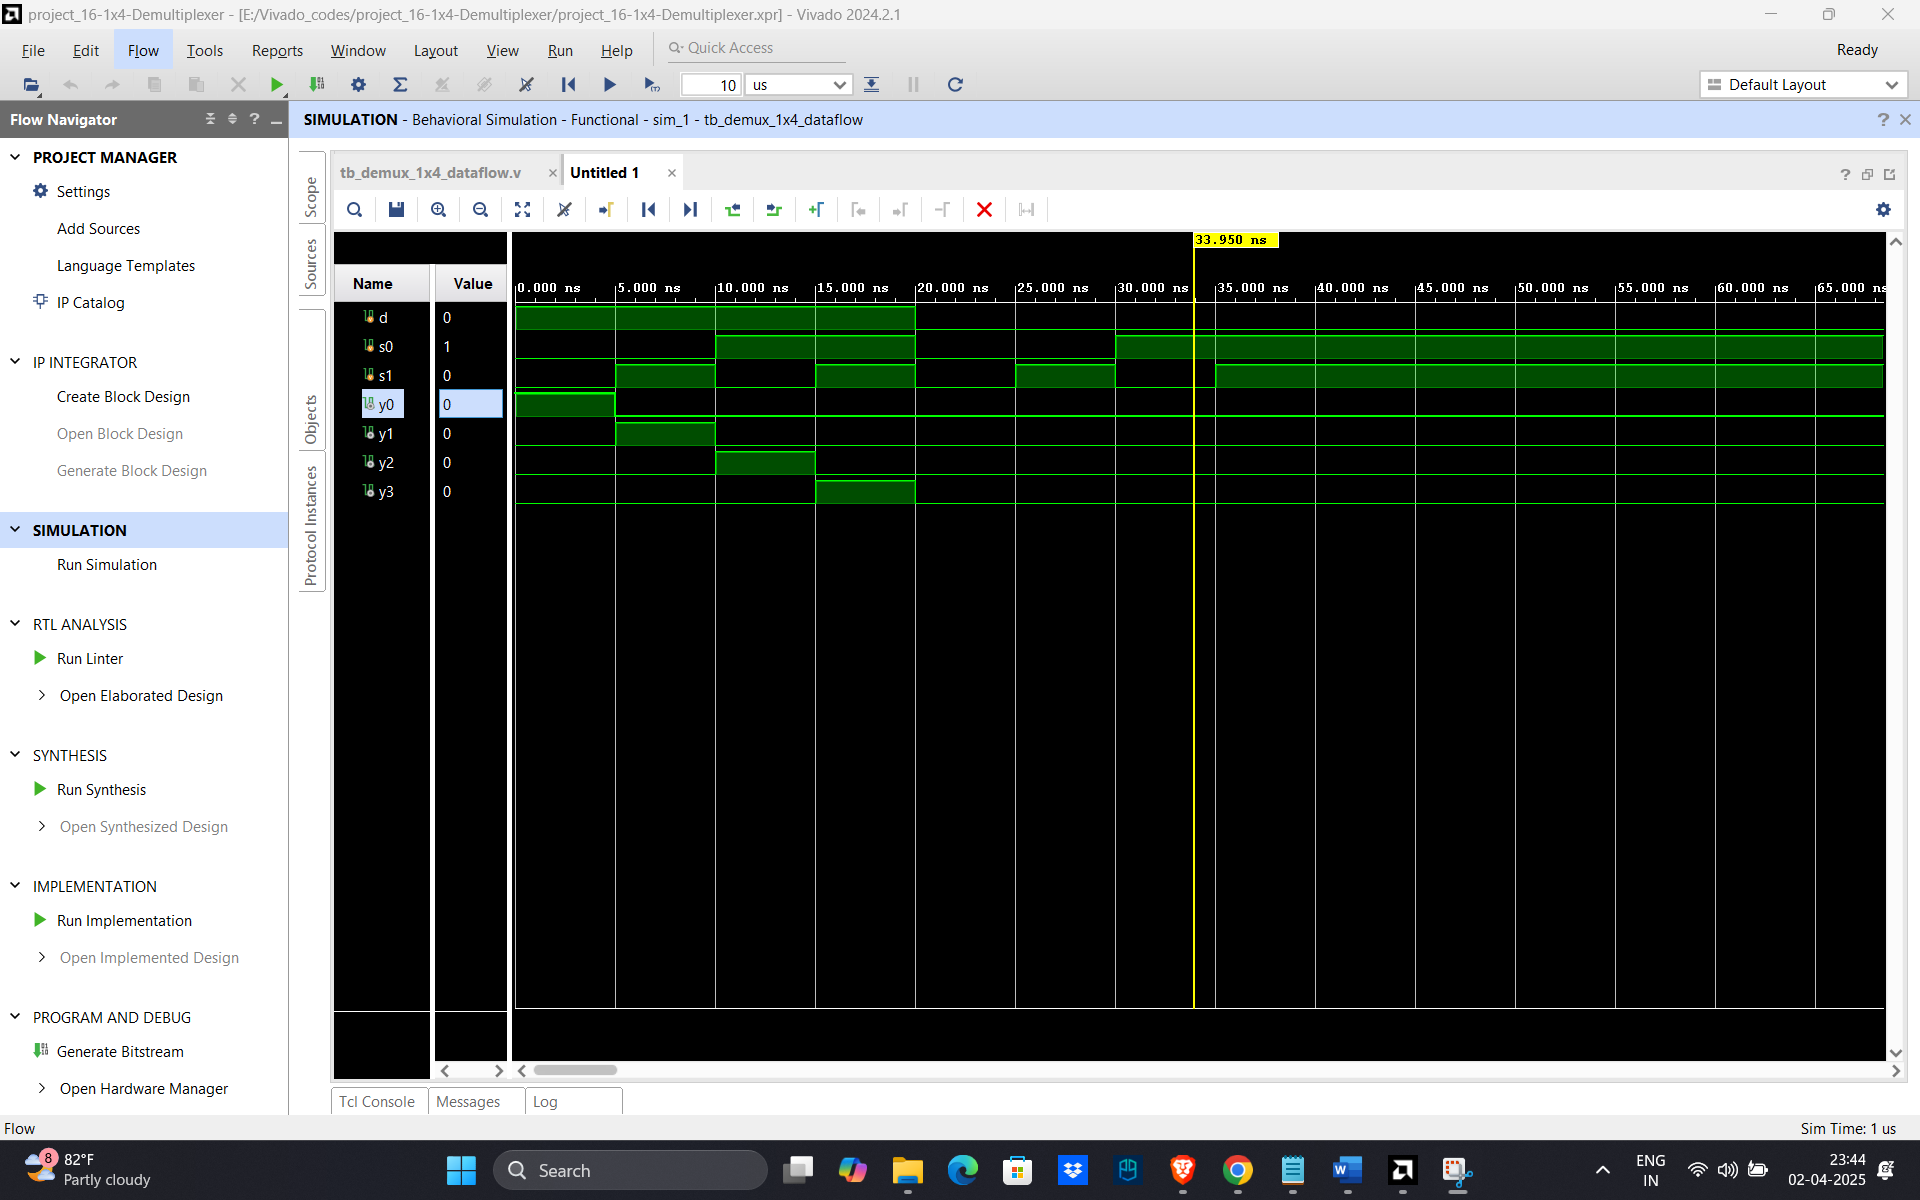 project_16-1x4-Demultiplexer - [E:/Vivado_codes/project_16-1x4-Demultiplexer/project_16-1x4-Demultiplexer.xpr] - Vivado 2024.2.1
File Edit Flow Tools Reports Window Layout View Run Help Quick Access Ready
10 us Default Layout
Flow Navigator
SIMULATION - Behavioral Simulation - Functional - sim_1 - tb_demux_1x4_dataflow
PROJECT MANAGER
Settings
Add Sources
Language Templates
IP Catalog
IP INTEGRATOR
Create Block Design
Open Block Design
Generate Block Design
SIMULATION
Run Simulation
RTL ANALYSIS
Run Linter
Open Elaborated Design
SYNTHESIS
Run Synthesis
Open Synthesized Design
IMPLEMENTATION
Run Implementation
Open Implemented Design
PROGRAM AND DEBUG
Generate Bitstream
Open Hardware Manager
Scope
Sources
Objects
Protocol Instances
tb_demux_1x4_dataflow.v Untitled 1
33.950 ns
Name Value
0.000 ns 5.000 ns 10.000 ns 15.000 ns 20.000 ns 25.000 ns 30.000 ns 35.000 ns 40.000 ns 45.000 ns 50.000 ns 55.000 ns 60.000 ns 65.000 ns
d 0
s0 1
s1 0
y0 0
y1 0
y2 0
y3 0
Tcl Console Messages Log
Flow
Sim Time: 1 us
8
82°F
Partly cloudy
Search
ENG
IN
23:44
02-04-2025